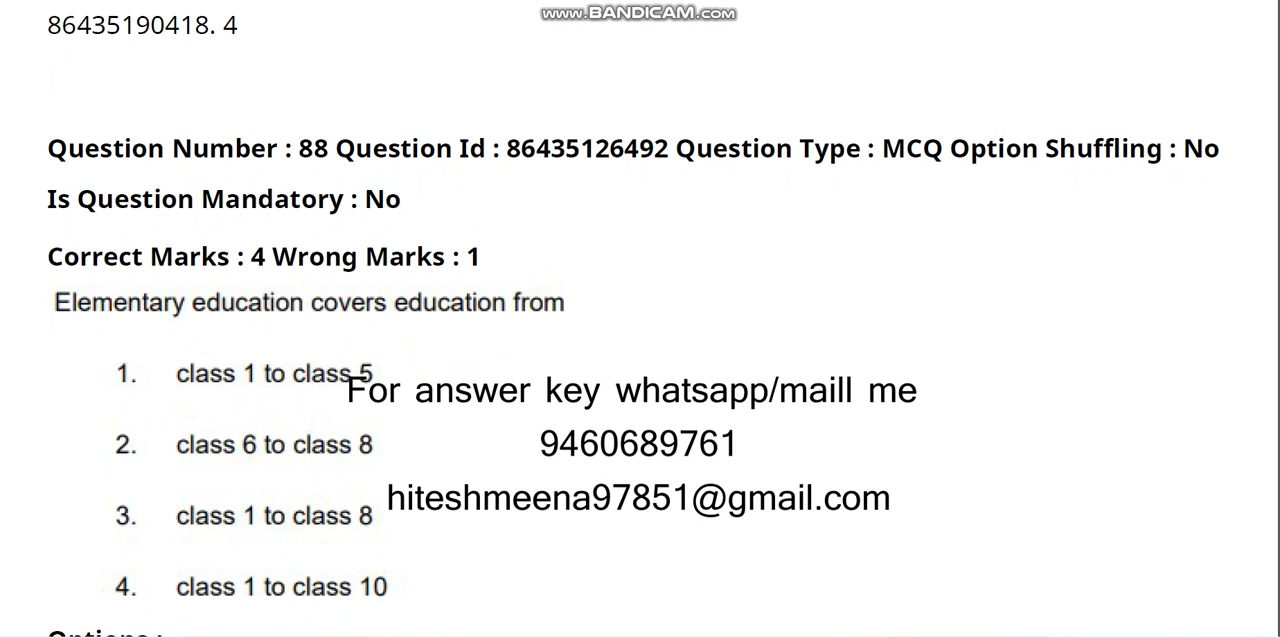 www.BANDICAM.com
86435190418. 4
Question Number : 88 Question Id : 86435126492 Question Type : MCQ Option Shuffling : No
Is Question Mandatory : No
Correct Marks : 4 Wrong Marks : 1
Elementary education covers education from
1. class 1 to class 5
For answer key whatsapp/maill me
2. class 6 to class 8
9460689761
3. class 1 to class 8
hiteshmeena97851@gmail.com
4. class 1 to class 10
Options :